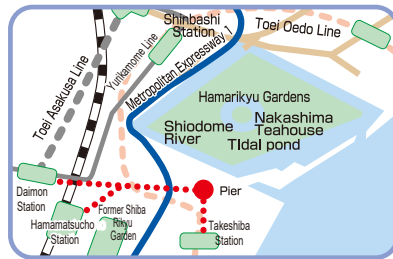 Shinbashi
Station
Toei Oedo Line
Toei Asakusa Line
Yurikamome Line
Metropolitan Expressway 1
Hamarikyu Gardens
Nakashima
Teahouse
Shiodome
River
TIdal pond
Daimon
Station
Hamamatsucho
Station
Former Shiba
Rikyu
Garden
Pier
Takeshiba
Station